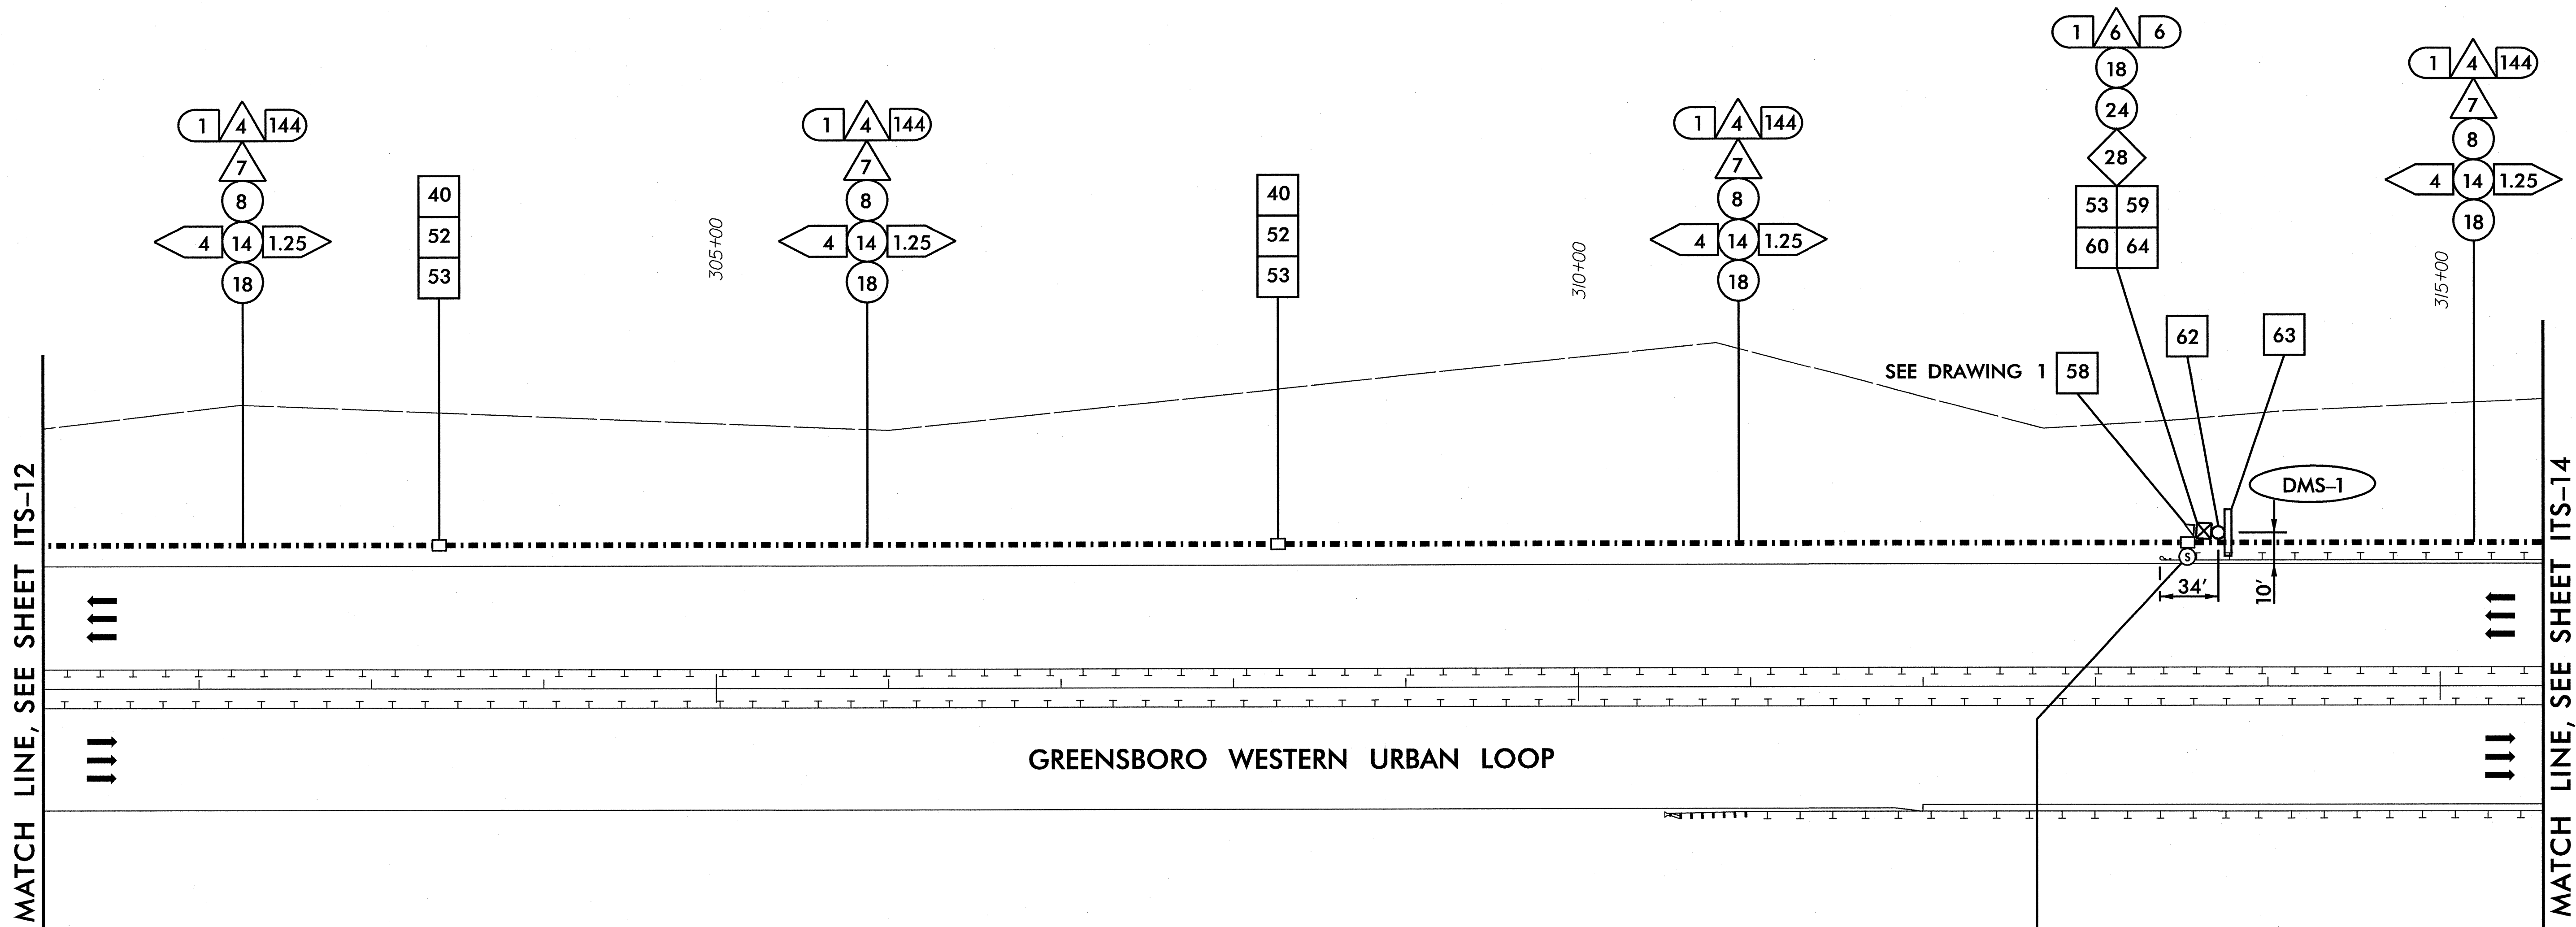 MATCH LINE, SEE SHEET ITS-12
1 4 144
7
8
4 14 1.25
18
40
52
53
305+00
1 4 144
7
8
4 14 1.25
18
40
52
53
310+00
1 4 144
7
8
4 14 1.25
18
1 6 6
18
24
28
53 59
60 64
SEE DRAWING 1 58
62
63
DMS-1
S
34'
10'
315+00
1 4 144
7
8
4 14 1.25
18
GREENSBORO WESTERN URBAN LOOP
MATCH LINE, SEE SHEET ITS-14